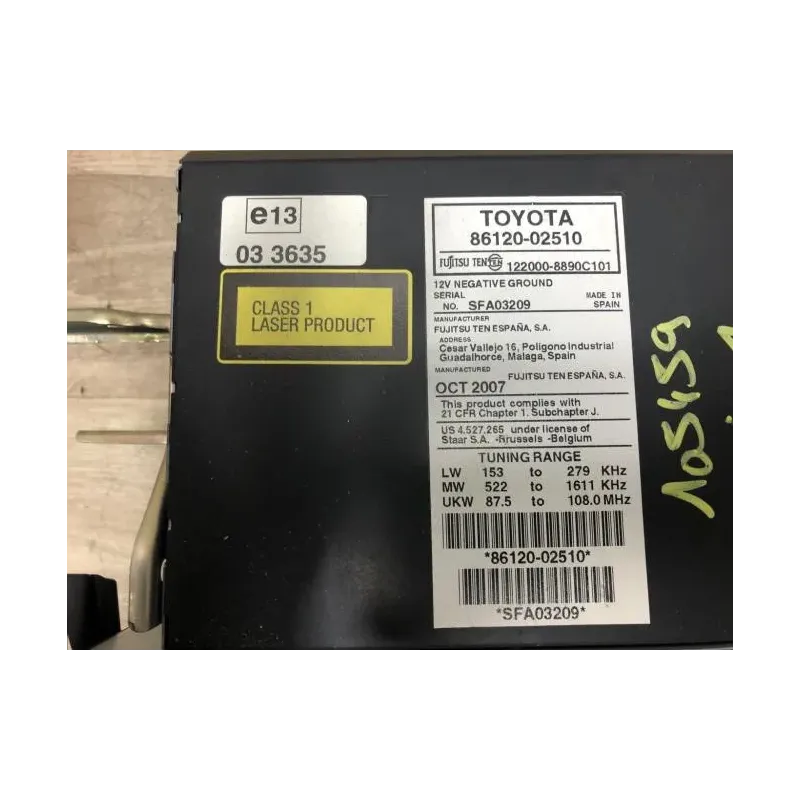 e13
03 3635
CLASS 1
LASER PRODUCT
TOYOTA
86120-02510
FUJITSU TEN TEN 122000-8890C101
12V NEGATIVE GROUND
SERIAL
NO. SFA03209
MADE IN
SPAIN
MANUFACTURER
FUJITSU TEN ESPAÑA, S.A.
ADDRESS
Cesar Vallejo 16, Poligono Industrial
Guadalhorce, Malaga, Spain
MANUFACTURED FUJITSU TEN ESPAÑA, S.A.
OCT 2007
This product complies with
21 CFR Chapter 1. Subchapter J.
US 4.527.265 under license of
Staar S.A. -Brussels -Belgium
TUNING RANGE
LW 153 to 279 KHz
MW 522 to 1611 KHz
UKW 87.5 to 108.0 MHz
*86120-02510*
*SFA03209*
105459